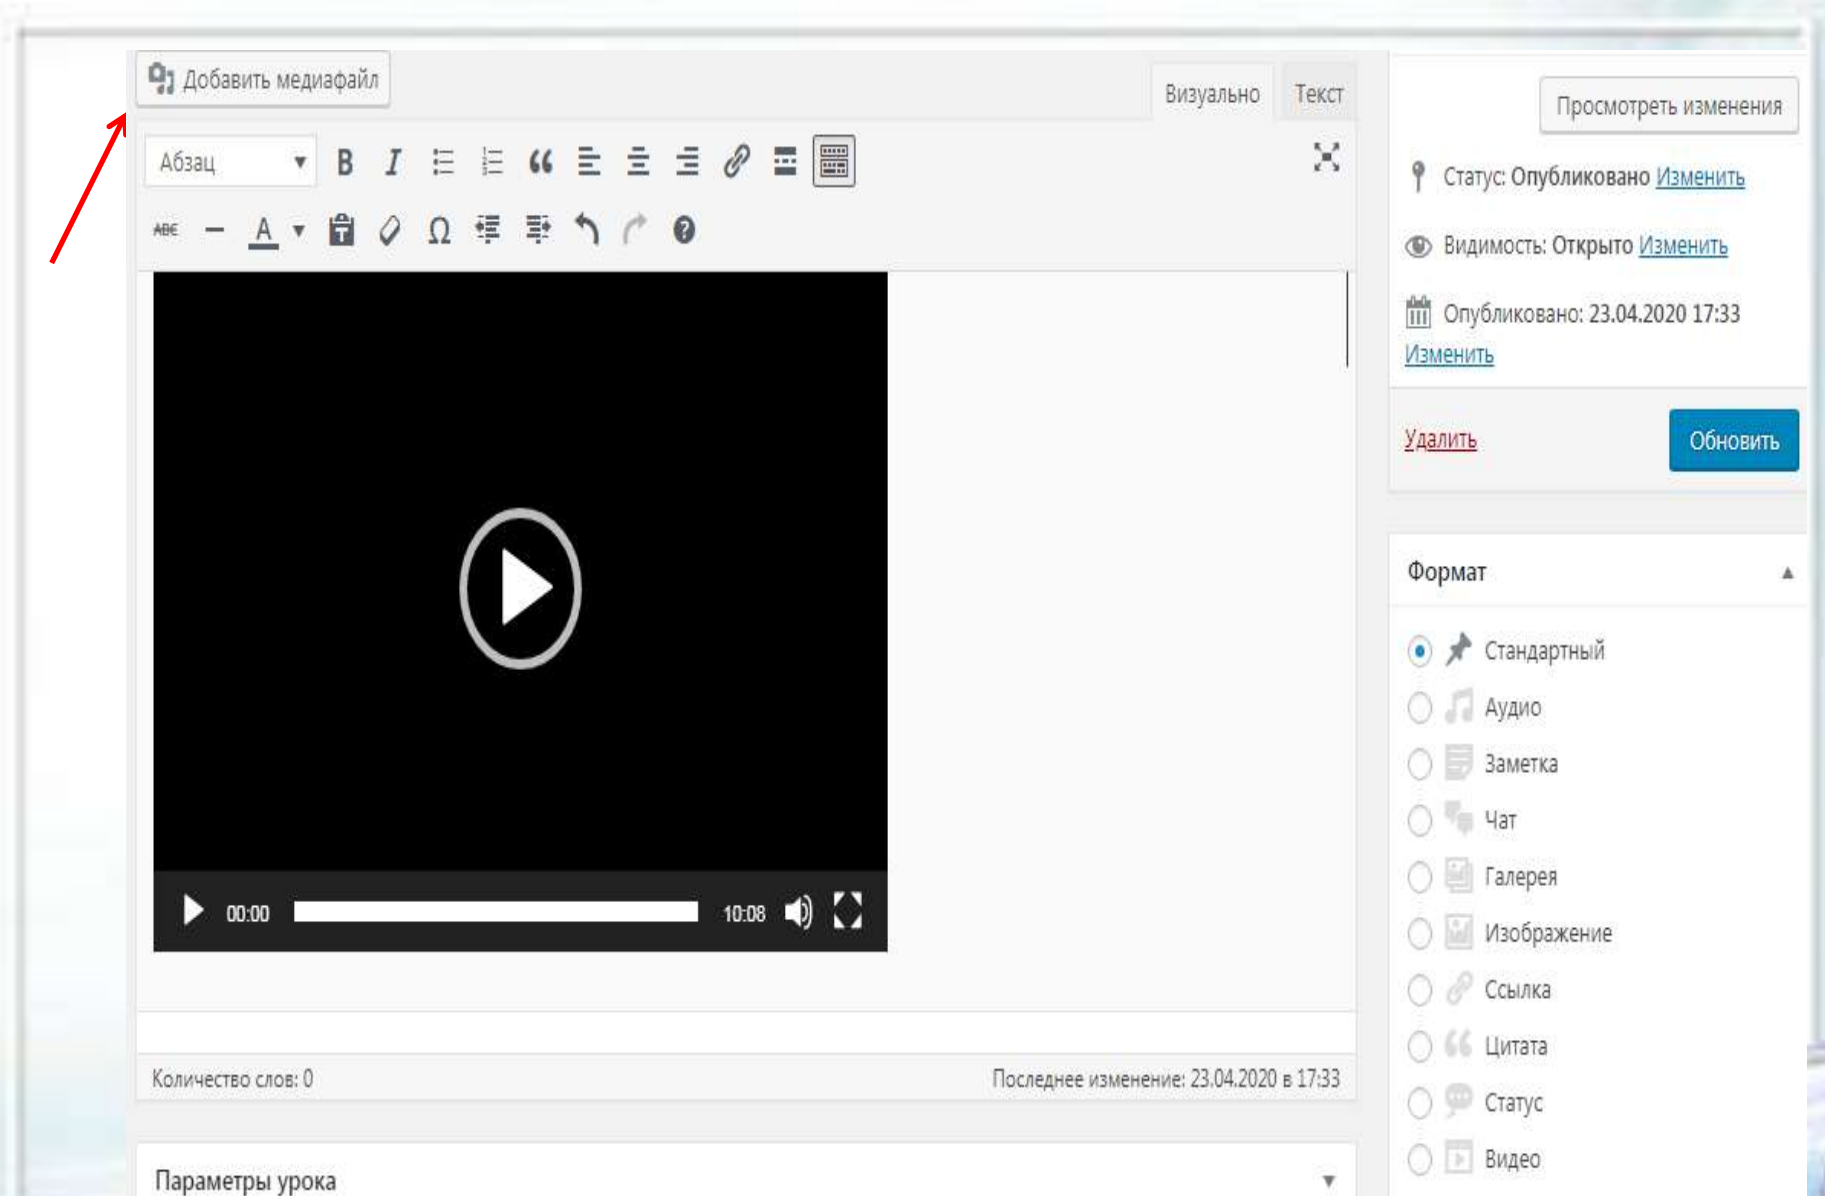 Добавить медиафайл
Визуально Текст
Абзац B I
ABE A Ω
00:00 10:08
Количество слов: 0 Последнее изменение: 23.04.2020 в 17:33
Параметры урока
Просмотреть изменения
Статус: Опубликовано Изменить
Видимость: Открыто Изменить
Опубликовано: 23.04.2020 17:33
Изменить
Удалить Обновить
Формат
Стандартный
Аудио
Заметка
Чат
Галерея
Изображение
Ссылка
Цитата
Статус
Видео